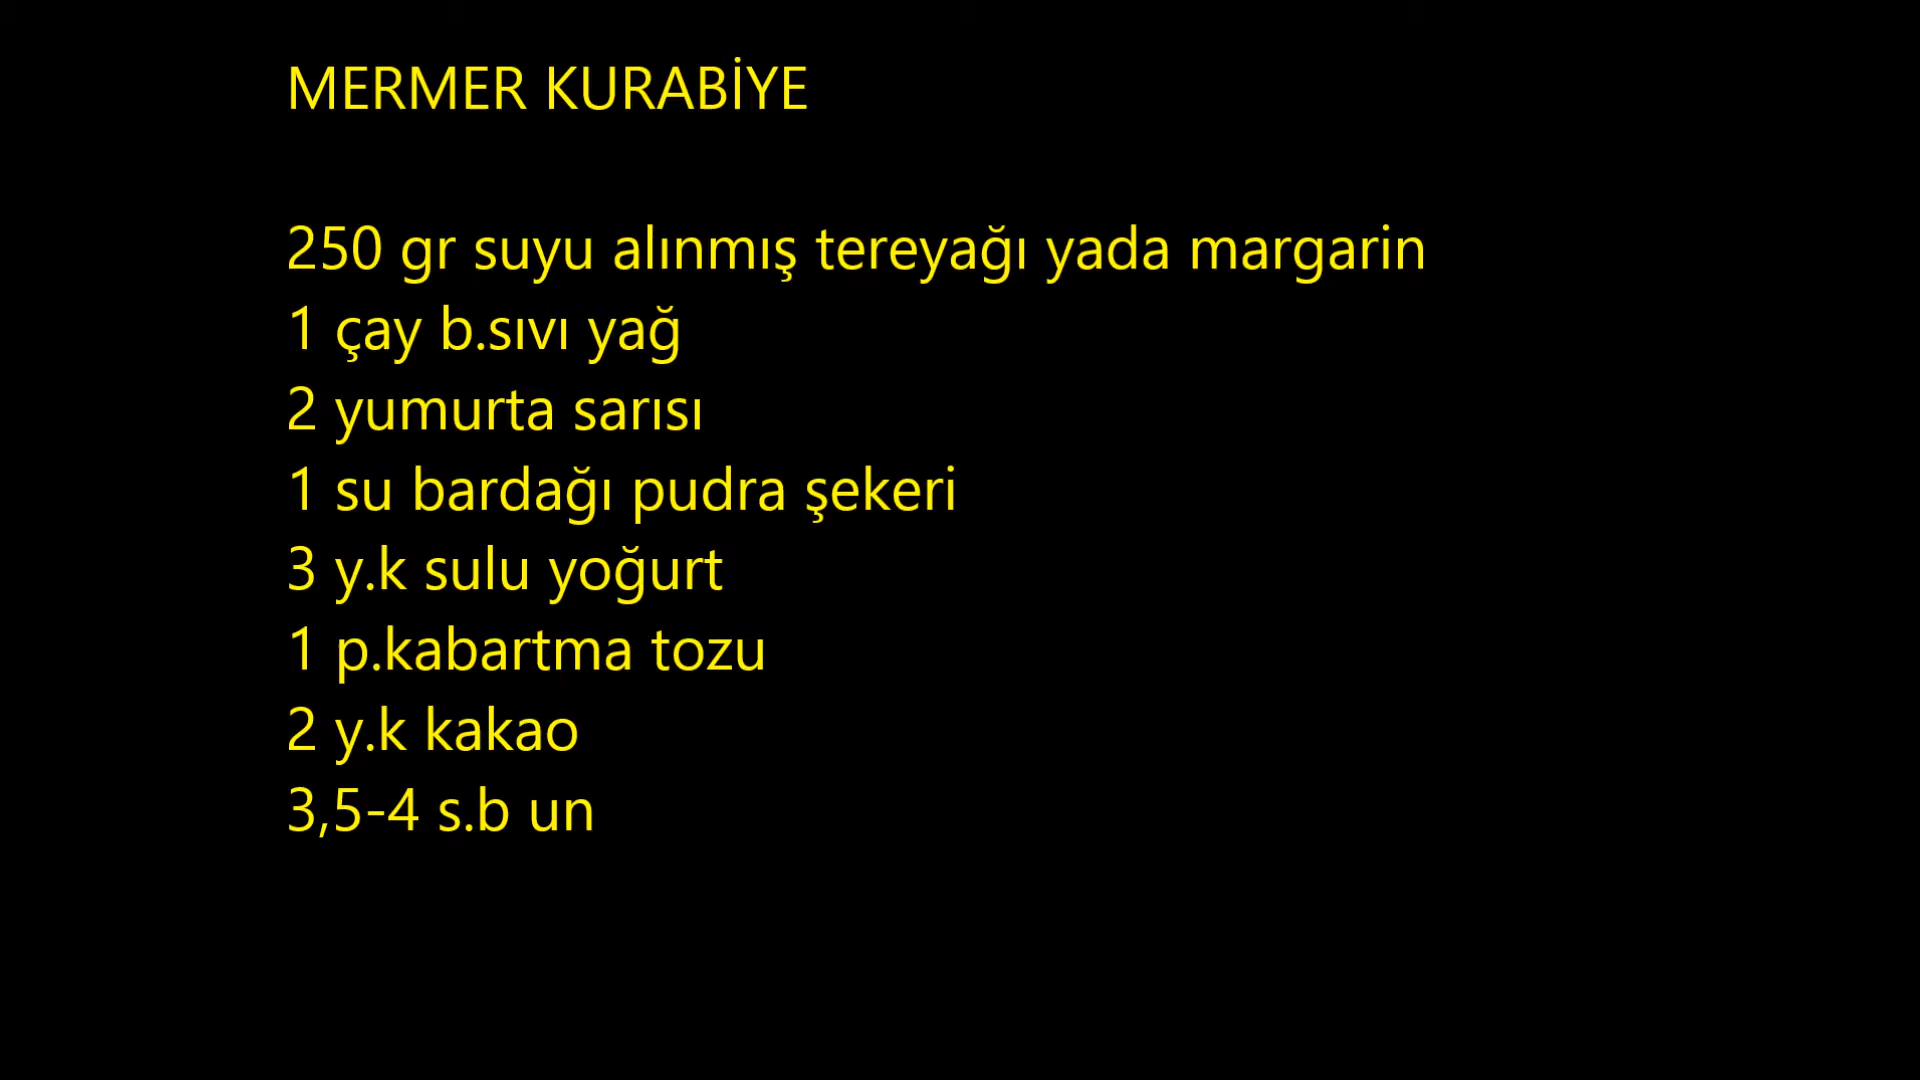 MERMER KURABİYE
250 gr suyu alınmış tereyağı yada margarin
1 çay b.sıvı yağ
2 yumurta sarısı
1 su bardağı pudra şekeri
3 y.k sulu yoğurt
1 p.kabartma tozu
2 y.k kakao
3,5-4 s.b un